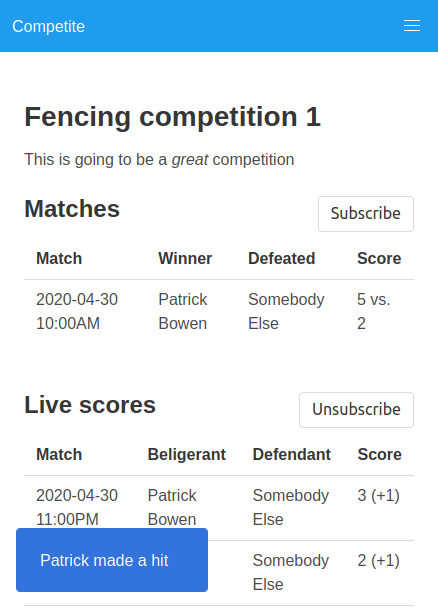 Competite
Fencing competition 1
This is going to be a great competition
Matches
Subscribe
Match Winner Defeated Score
2020-04-30 Patrick Somebody 5 vs.
10:00AM Bowen Else 2
Live scores
Unsubscribe
Match Beligerant Defendant Score
2020-04-30 Patrick Somebody 3 (+1)
11:00PM Bowen Else
Patrick made a hit
Somebody 2 (+1)
Else